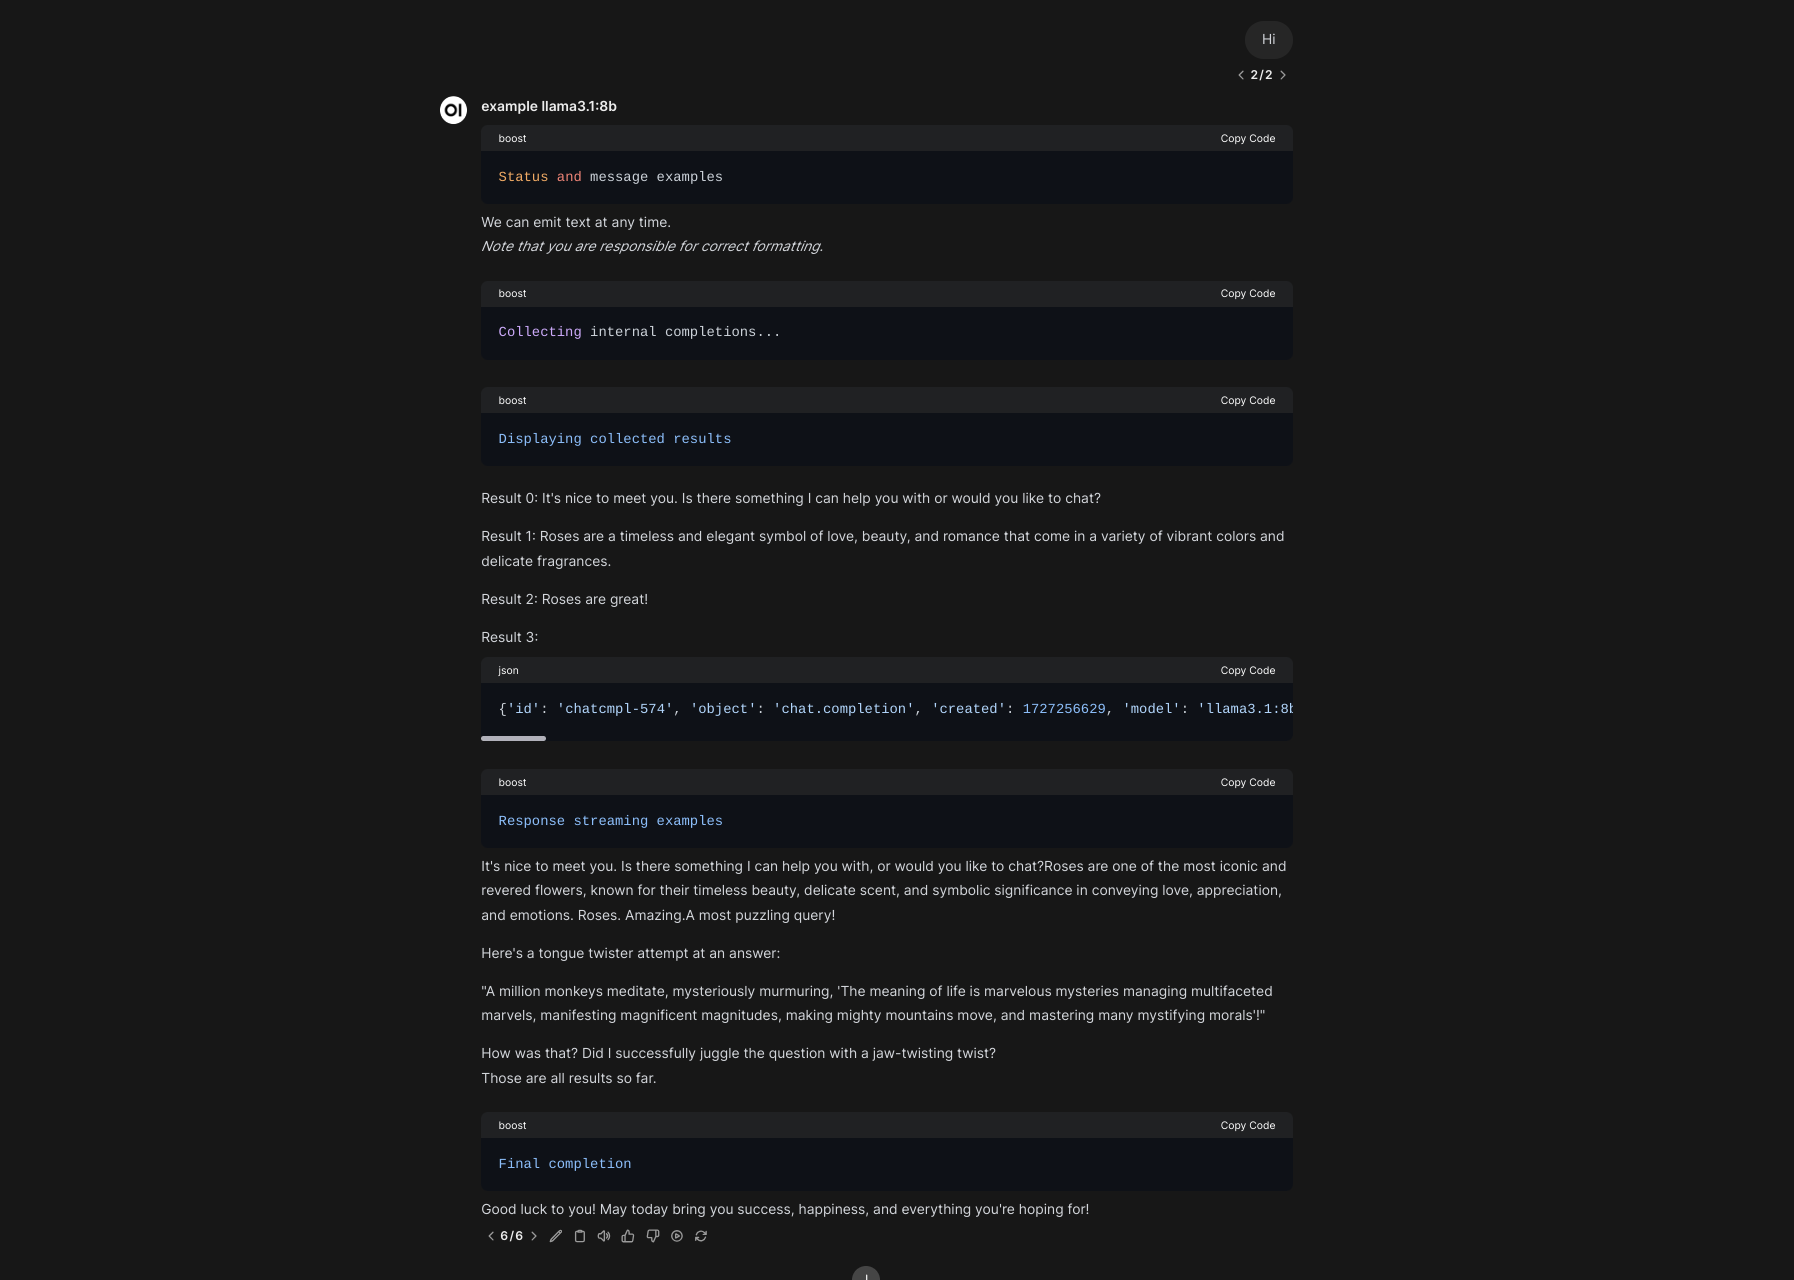 Hi
2/2
OI
example llama3.1:8b
boost Copy Code
Status and message examples
We can emit text at any time.
Note that you are responsible for correct formatting.
boost Copy Code
Collecting internal completions...
boost Copy Code
Displaying collected results
Result 0: It's nice to meet you. Is there something I can help you with or would you like to chat?
Result 1: Roses are a timeless and elegant symbol of love, beauty, and romance that come in a variety of vibrant colors and
delicate fragrances.
Result 2: Roses are great!
Result 3:
json Copy Code
{'id': 'chatcmpl-574', 'object': 'chat.completion', 'created': 1727256629, 'model': 'llama3.1:8b
boost Copy Code
Response streaming examples
It's nice to meet you. Is there something I can help you with, or would you like to chat?Roses are one of the most iconic and
revered flowers, known for their timeless beauty, delicate scent, and symbolic significance in conveying love, appreciation,
and emotions. Roses. Amazing.A most puzzling query!
Here's a tongue twister attempt at an answer:
"A million monkeys meditate, mysteriously murmuring, 'The meaning of life is marvelous mysteries managing multifaceted
marvels, manifesting magnificent magnitudes, making mighty mountains move, and mastering many mystifying morals'!"
How was that? Did I successfully juggle the question with a jaw-twisting twist?
Those are all results so far.
boost Copy Code
Final completion
Good luck to you! May today bring you success, happiness, and everything you're hoping for!
6/6